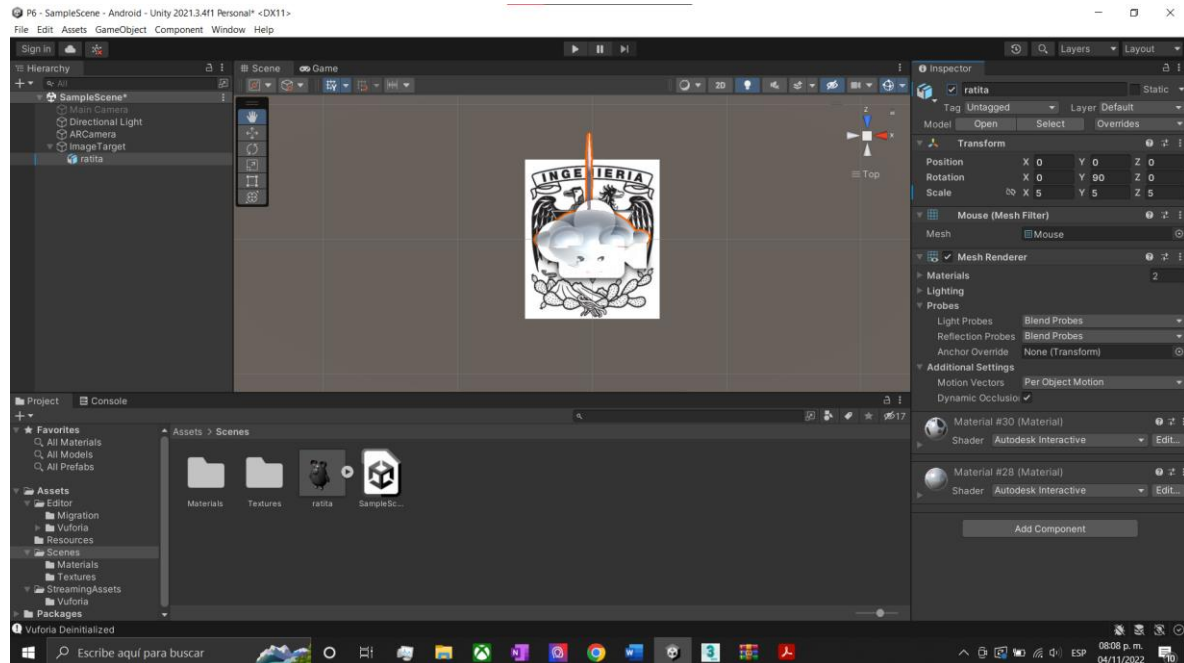 P6 - SampleScene - Android - Unity 2021.3.4f1 Personal* <DX11>
File Edit Assets GameObject Component Window Help
Sign in
Layers
Layout
Hierarchy
All
SampleScene*
Main Camera
Directional Light
ARCamera
ImageTarget
ratita
Scene
Game
2D
INGENIERIA
z
x
Top
Inspector
ratita
Static
Tag Untagged
Layer Default
Model Open Select Overrides
Transform
Position X 0 Y 0 Z 0
Rotation X 0 Y 90 Z 0
Scale X 5 Y 5 Z 5
Mouse (Mesh Filter)
Mesh Mouse
Mesh Renderer
Materials 2
Lighting
Probes
Light Probes Blend Probes
Reflection Probes Blend Probes
Anchor Override None (Transform)
Additional Settings
Motion Vectors Per Object Motion
Dynamic Occlusio
Material #30 (Material)
Shader Autodesk Interactive Edit...
Material #28 (Material)
Shader Autodesk Interactive Edit...
Add Component
Project
Console
17
Favorites
All Materials
All Models
All Prefabs
Assets
Editor
Migration
Vuforia
Resources
Scenes
Materials
Textures
StreamingAssets
Vuforia
Packages
Assets > Scenes
Materials
Textures
ratita
SampleSc...
Vuforia Deinitialized
Escribe aquí para buscar
ESP
08:08 p. m.
04/11/2022